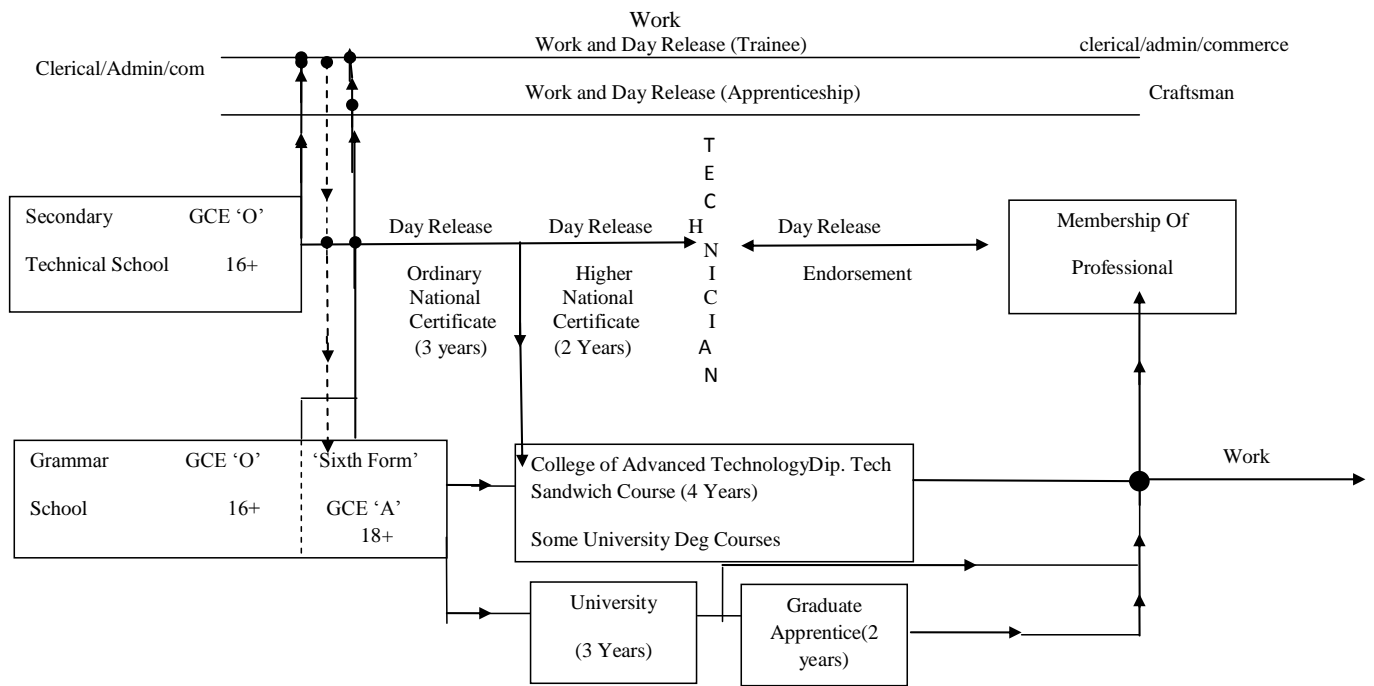 Work
Work and Day Release (Trainee)
clerical/admin/commerce
Clerical/Admin/com
Work and Day Release (Apprenticeship)
Craftsman
TECHNICIAN
Secondary GCE ‘O’
Technical School 16+
Day Release
Ordinary
National
Certificate
(3 years)
Day Release
Higher
National
Certificate
(2 Years)
Day Release
Endorsement
Membership Of
Professional
Grammar GCE ‘O’ ‘Sixth Form’
School 16+ GCE ‘A’
18+
College of Advanced TechnologyDip. Tech
Sandwich Course (4 Years)
Some University Deg Courses
Work
University
(3 Years)
Graduate
Apprentice(2
years)